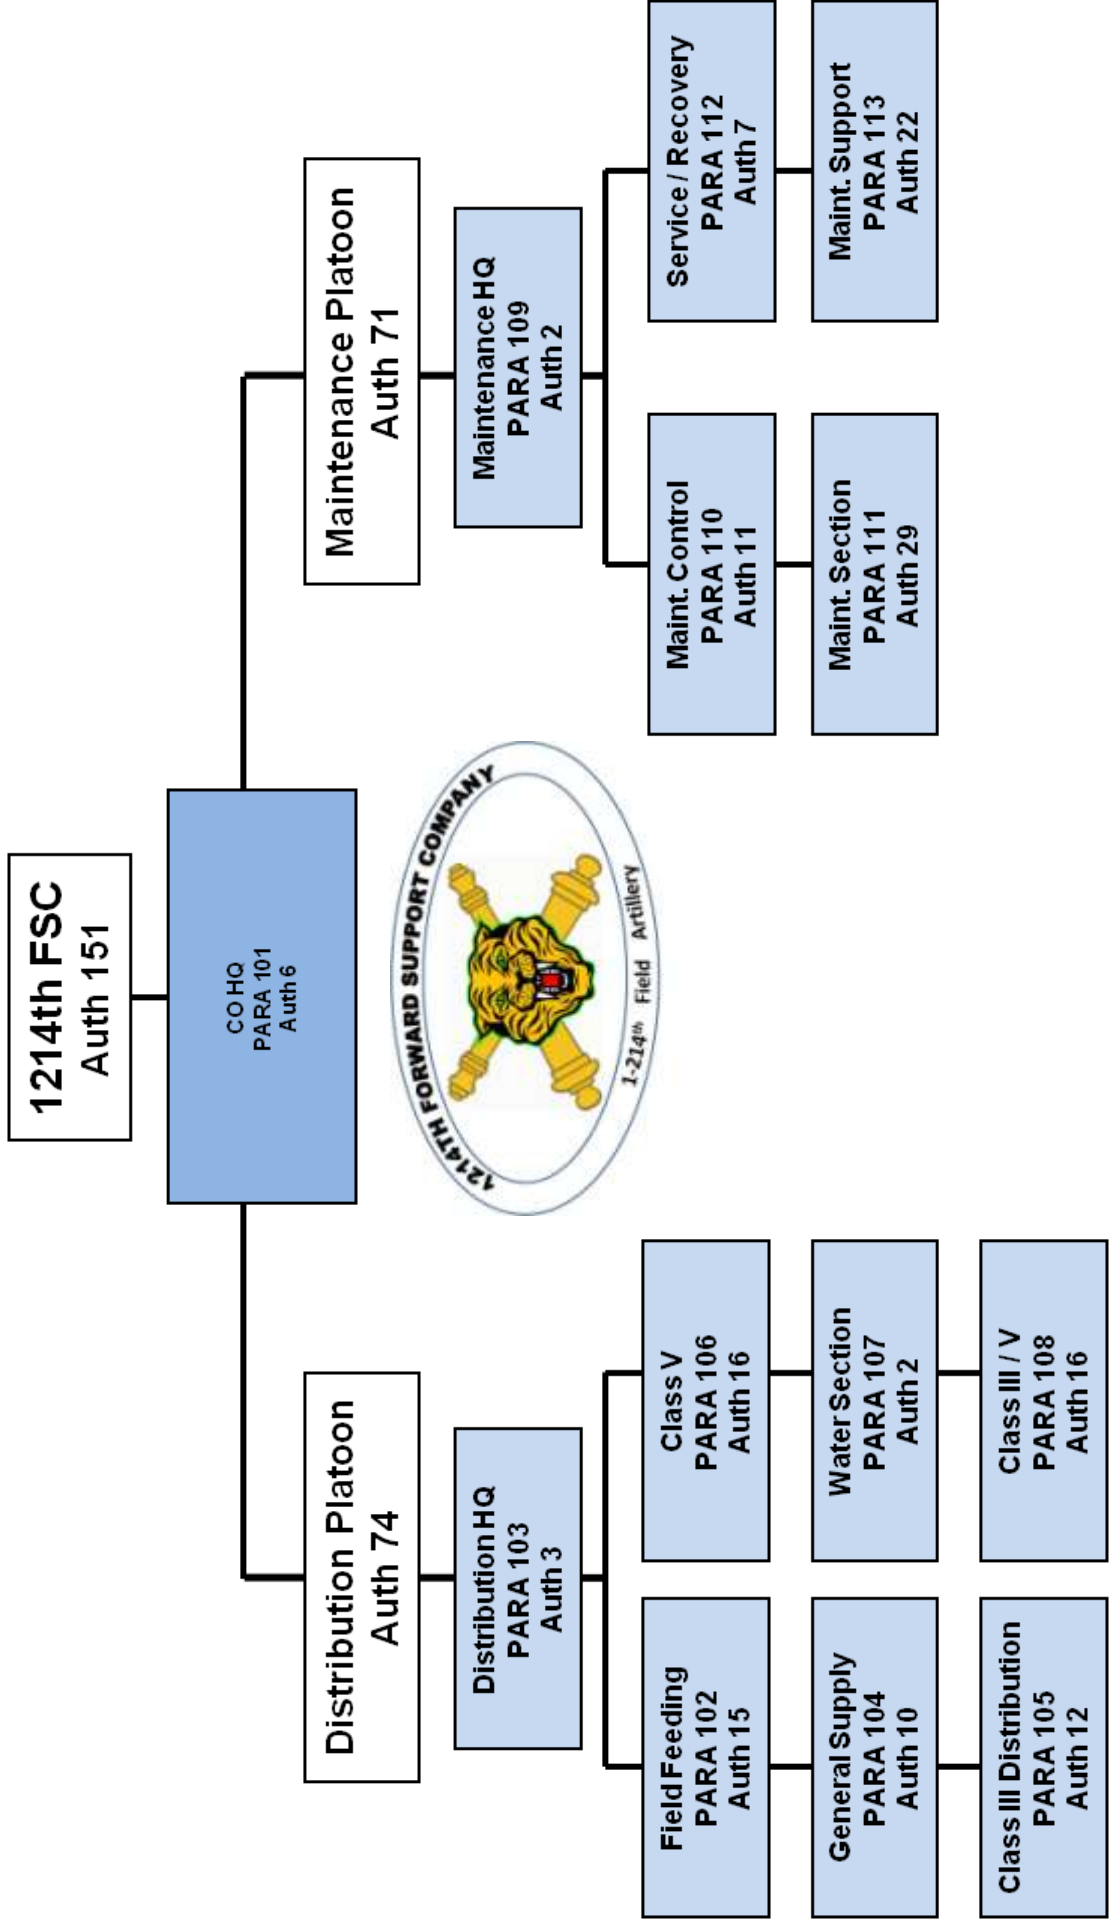 1214th FSC
Auth 151
CO HQ
PARA 101
Auth 6
Distribution Platoon
Auth 74
Maintenance Platoon
Auth 71
Distribution HQ
PARA 103
Auth 3
Maintenance HQ
PARA 109
Auth 2
1214TH FORWARD SUPPORT COMPANY
1-214th Field Artillery
Field Feeding
PARA 102
Auth 15
Class V
PARA 106
Auth 16
Maint. Control
PARA 110
Auth 11
Service / Recovery
PARA 112
Auth 7
General Supply
PARA 104
Auth 10
Water Section
PARA 107
Auth 2
Maint. Section
PARA 111
Auth 29
Maint. Support
PARA 113
Auth 22
Class III Distribution
PARA 105
Auth 12
Class III / V
PARA 108
Auth 16